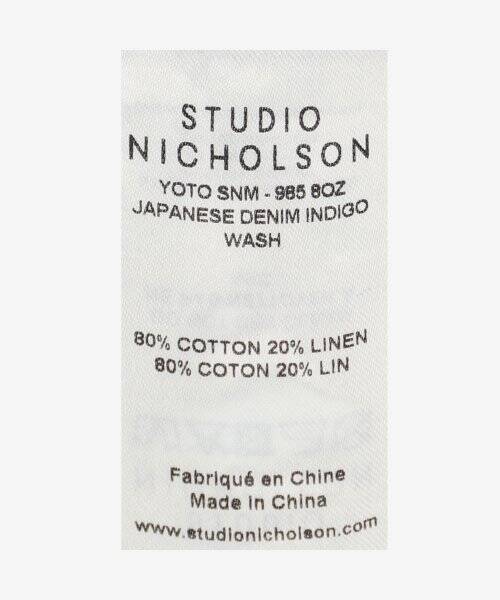 STUDIO
NICHOLSON
YOTO SNM - 985 8OZ
JAPANESE DENIM INDIGO
WASH
80% COTTON 20% LINEN
80% COTON 20% LIN
Fabriqué en Chine
Made in China
www.studionicholson.com